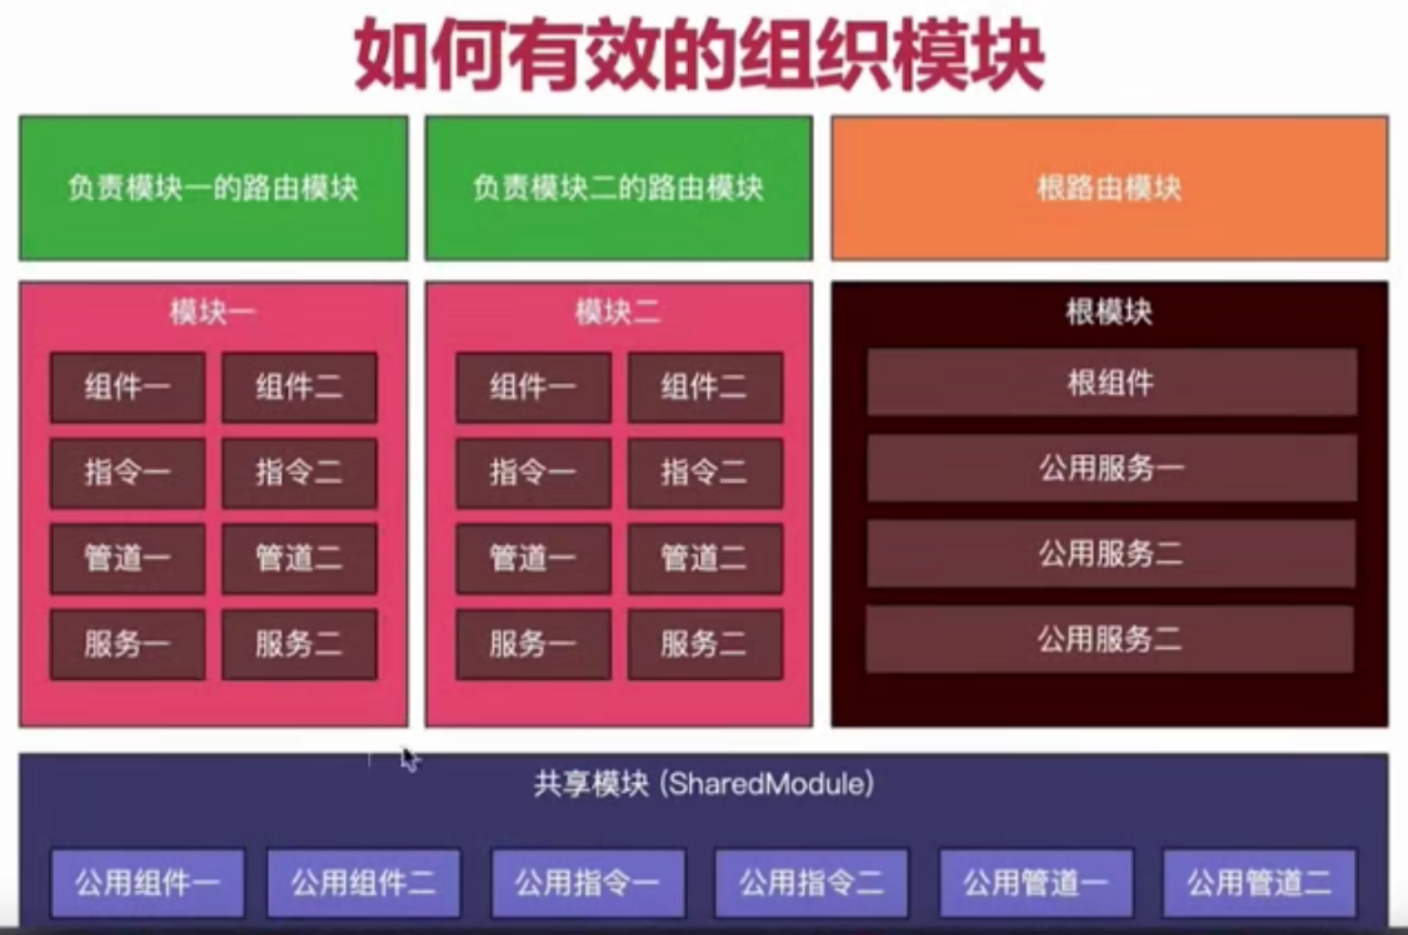 如何有效的组织模块
负责模块一的路由模块
负责模块二的路由模块
根路由模块
模块一
组件一
组件二
指令一
指令二
管道一
管道二
服务一
服务二
模块二
组件一
组件二
指令一
指令二
管道一
管道二
服务一
服务二
根模块
根组件
公用服务一
公用服务二
公用服务二
共享模块 (SharedModule)
公用组件一
公用组件二
公用指令一
公用指令二
公用管道一
公用管道二